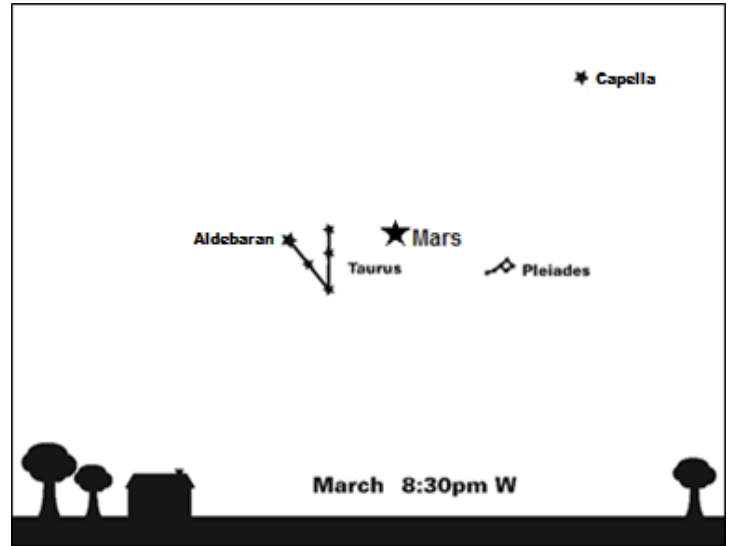 Capella
Aldebaran
Mars
Taurus
Pleiades
March 8:30pm W